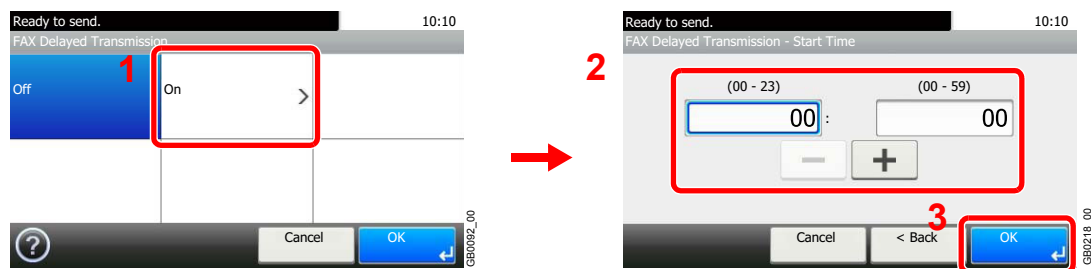 Ready to send.
10:10
FAX Delayed Transmission
1
Off
On
>
?
Cancel
OK
GB0092_00
2
Ready to send.
10:10
FAX Delayed Transmission - Start Time
(00 - 23)
(00 - 59)
00 : 00
− +
3
Cancel
< Back
OK
GB0218_00